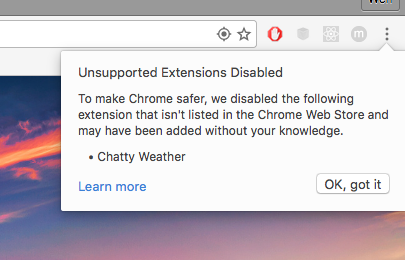 Unsupported Extensions Disabled
To make Chrome safer, we disabled the following
extension that isn't listed in the Chrome Web Store and
may have been added without your knowledge.
• Chatty Weather
Learn more
OK, got it